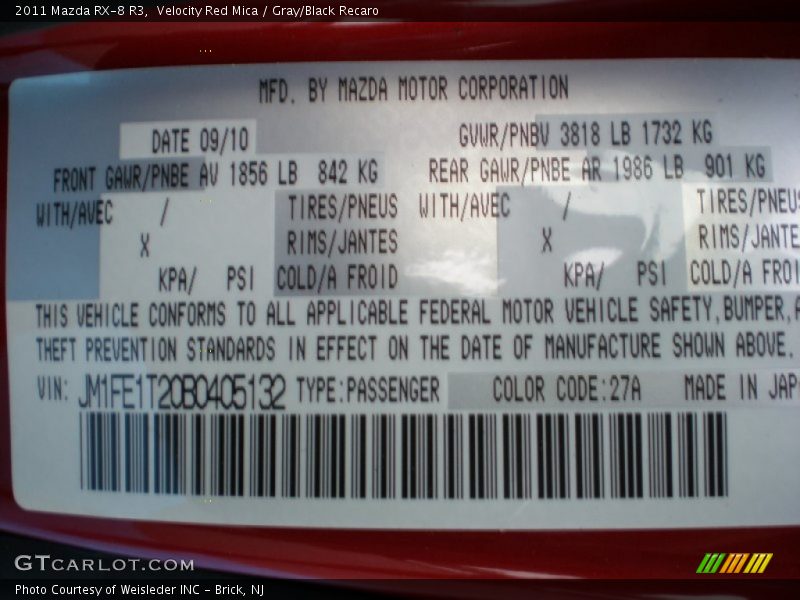 2011 Mazda RX-8 R3, Velocity Red Mica / Gray/Black Recaro
MFD. BY MAZDA MOTOR CORPORATION
DATE 09/10 GVWR/PNBV 3818 LB 1732 KG
FRONT GAWR/PNBE AV 1856 LB 842 KG REAR GAWR/PNBE AR 1986 LB 901 KG
WITH/AVEC / TIRES/PNEUS WITH/AVEC / TIRES/PNEUS
X RIMS/JANTES X RIMS/JANTE
KPA/ PSI COLD/A FROID KPA/ PSI COLD/A FROI
THIS VEHICLE CONFORMS TO ALL APPLICABLE FEDERAL MOTOR VEHICLE SAFETY, BUMPER, A
THEFT PREVENTION STANDARDS IN EFFECT ON THE DATE OF MANUFACTURE SHOWN ABOVE.
VIN: JM1FE1T20B0405132 TYPE:PASSENGER COLOR CODE:27A MADE IN JAP
GTCARLOT.COM
Photo Courtesy of Weisleder INC - Brick, NJ